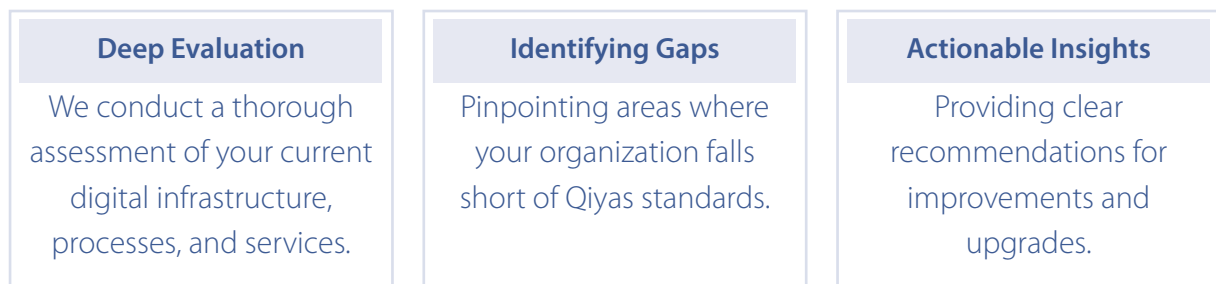 Deep Evaluation
We conduct a thorough
assessment of your current
digital infrastructure,
processes, and services.
Identifying Gaps
Pinpointing areas where
your organization falls
short of Qiyas standards.
Actionable Insights
Providing clear
recommendations for
improvements and
upgrades.